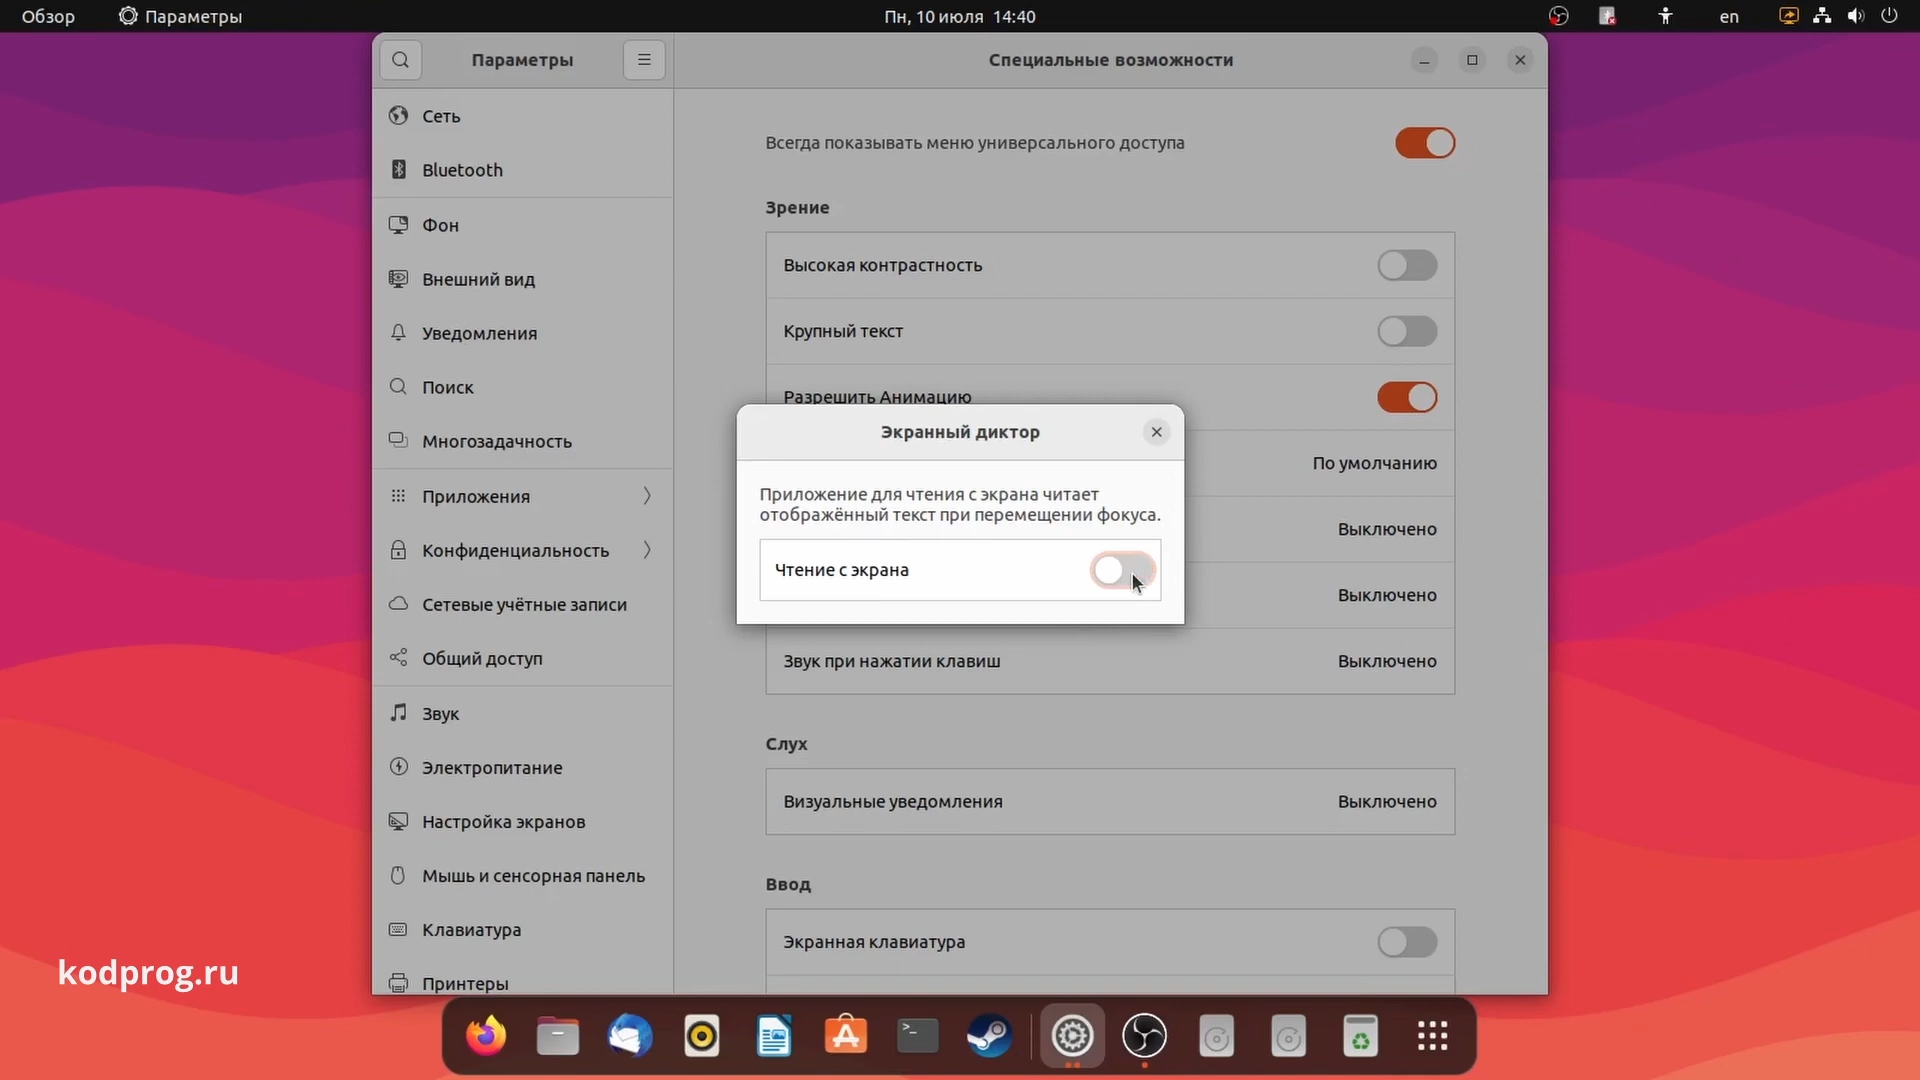 Обзор
Параметры
Пн, 10 июля 14:40
en
Параметры
Специальные возможности
Сеть
Bluetooth
Фон
Внешний вид
Уведомления
Поиск
Многозадачность
Приложения
Конфиденциальность
Сетевые учётные записи
Общий доступ
Звук
Электропитание
Настройка экранов
Мышь и сенсорная панель
Клавиатура
Принтеры
Всегда показывать меню универсального доступа
Зрение
Высокая контрастность
Крупный текст
Разрешить Анимацию
По умолчанию
Выключено
Выключено
Звук при нажатии клавиш Выключено
Слух
Визуальные уведомления Выключено
Ввод
Экранная клавиатура
Экранный диктор
Приложение для чтения с экрана читает
отображённый текст при перемещении фокуса.
Чтение с экрана
kodprog.ru